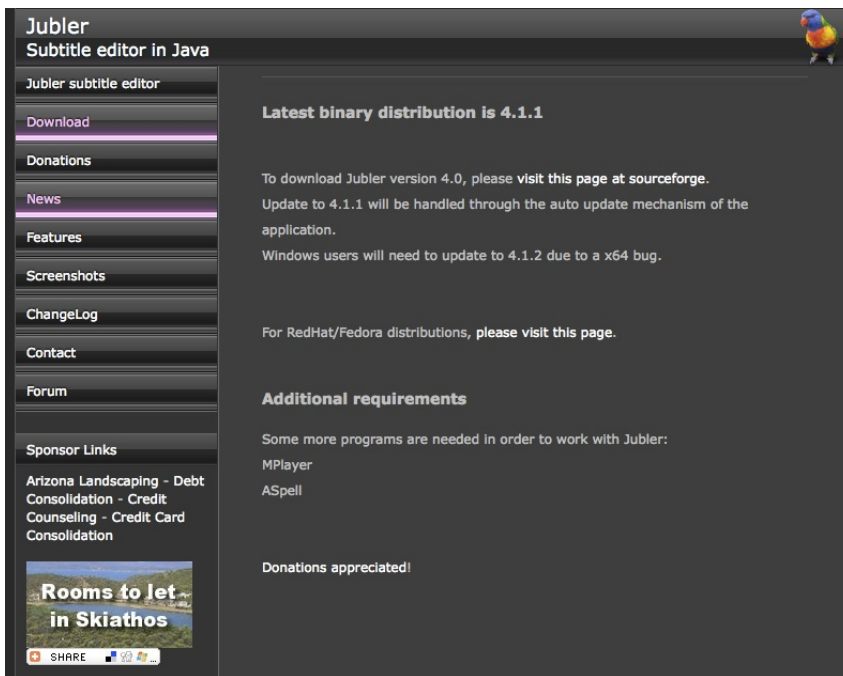 Jubler
Subtitle editor in Java
Jubler subtitle editor
Download
Donations
News
Features
Screenshots
ChangeLog
Contact
Forum
Sponsor Links
Arizona Landscaping - Debt
Consolidation - Credit
Counseling - Credit Card
Consolidation
Rooms to let
in Skiathos
SHARE
Latest binary distribution is 4.1.1
To download Jubler version 4.0, please visit this page at sourceforge.
Update to 4.1.1 will be handled through the auto update mechanism of the
application.
Windows users will need to update to 4.1.2 due to a x64 bug.
For RedHat/Fedora distributions, please visit this page.
Additional requirements
Some more programs are needed in order to work with Jubler:
MPlayer
ASpell
Donations appreciated!